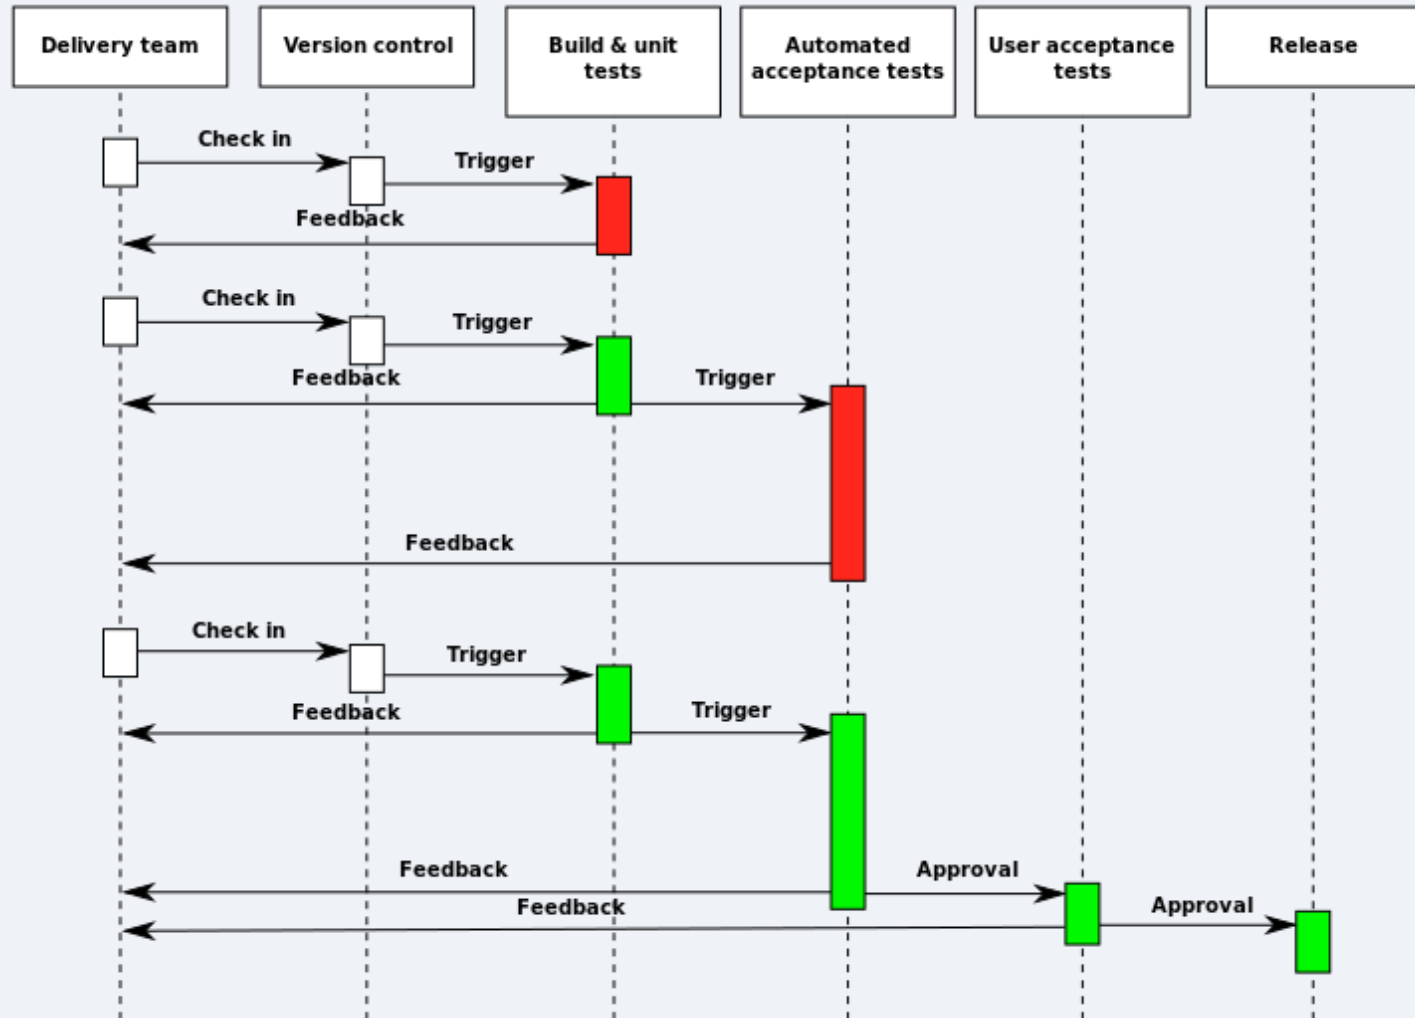 Delivery team
Version control
Build & unit
tests
Automated
acceptance tests
User acceptance
tests
Release
Check in
Trigger
Feedback
Check in
Trigger
Feedback
Trigger
Feedback
Check in
Trigger
Feedback
Trigger
Feedback
Approval
Feedback
Approval